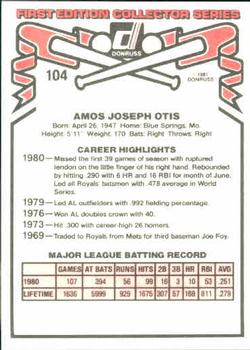 FIRST EDITION COLLECTOR SERIES
DONRUSS
104
© 1981
DONRUSS
AMOS JOSEPH OTIS
Born: April 26, 1947 Home: Blue Springs, Mo.
Height: 5'11" Weight: 170 Bats: Right Throws: Right
CAREER HIGHLIGHTS
1980— Missed the first 39 games of season with ruptured
tendon on the little finger of his right hand. Rebounded
by hitting .290 with 6 HR and 16 RBI for month of June.
Led all Royals batsmen with .478 average in World
Series.
1979— Led AL outfielders with .992 fielding percentage.
1976— Won AL doubles crown with 40.
1973— Hit .300 with career-high 26 homers.
1969— Traded to Royals from Mets for third baseman Joe Foy.
MAJOR LEAGUE BATTING RECORD
GAMES AT BATS RUNS HITS 2B 3B HR RBI AVG
1980 107 394 56 99 16 3 10 53 .251
LIFETIME 1636 5999 929 1675 307 57 169 811 .279